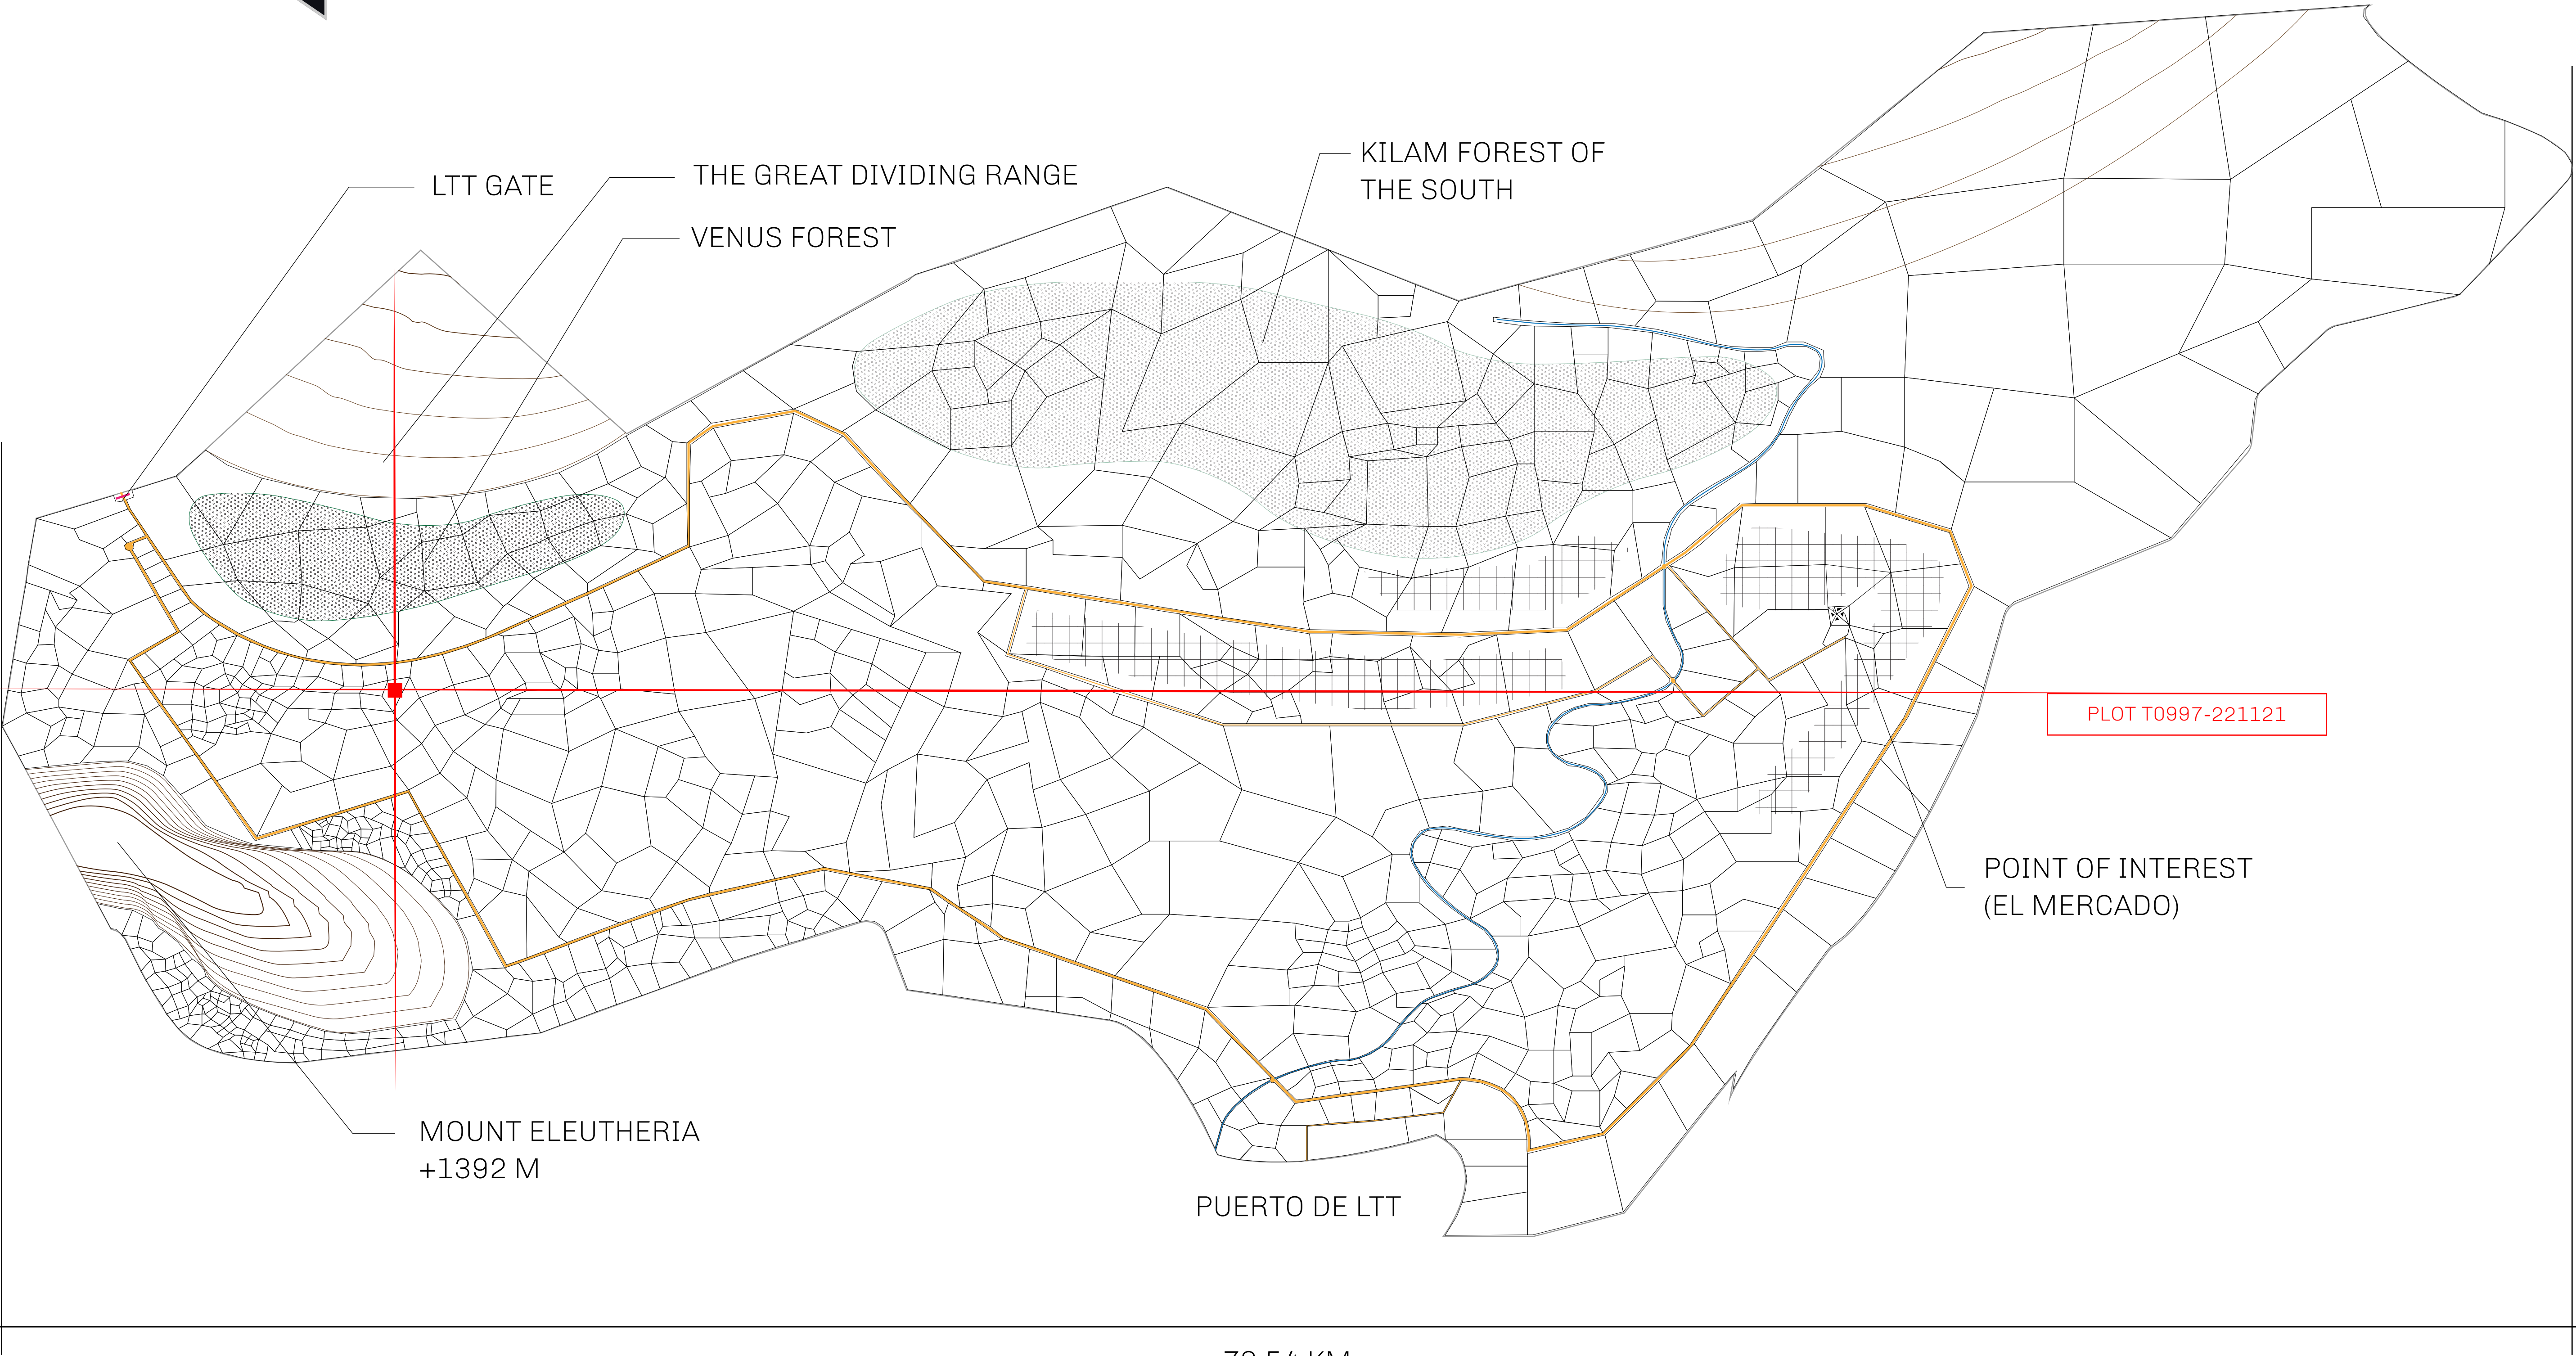 KILAM FOREST OF
THE SOUTH
THE GREAT DIVIDING RANGE
LTT GATE
VENUS FOREST
PLOT T0997-221121
POINT OF INTEREST
(EL MERCADO)
MOUNT ELEUTHERIA
+1392 M
PUERTO DE LTT
KM